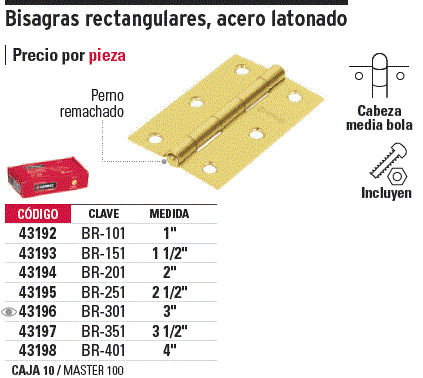 Bisagras rectangulares, acero latonado
Precio por pieza
Perno
remachado
Cabeza
media bola
Incluyen
CÓDIGO CLAVE MEDIDA
43192 BR-101 1"
43193 BR-151 1 1/2"
43194 BR-201 2"
43195 BR-251 2 1/2"
43196 BR-301 3"
43197 BR-351 3 1/2"
43198 BR-401 4"
CAJA 10 / MASTER 100